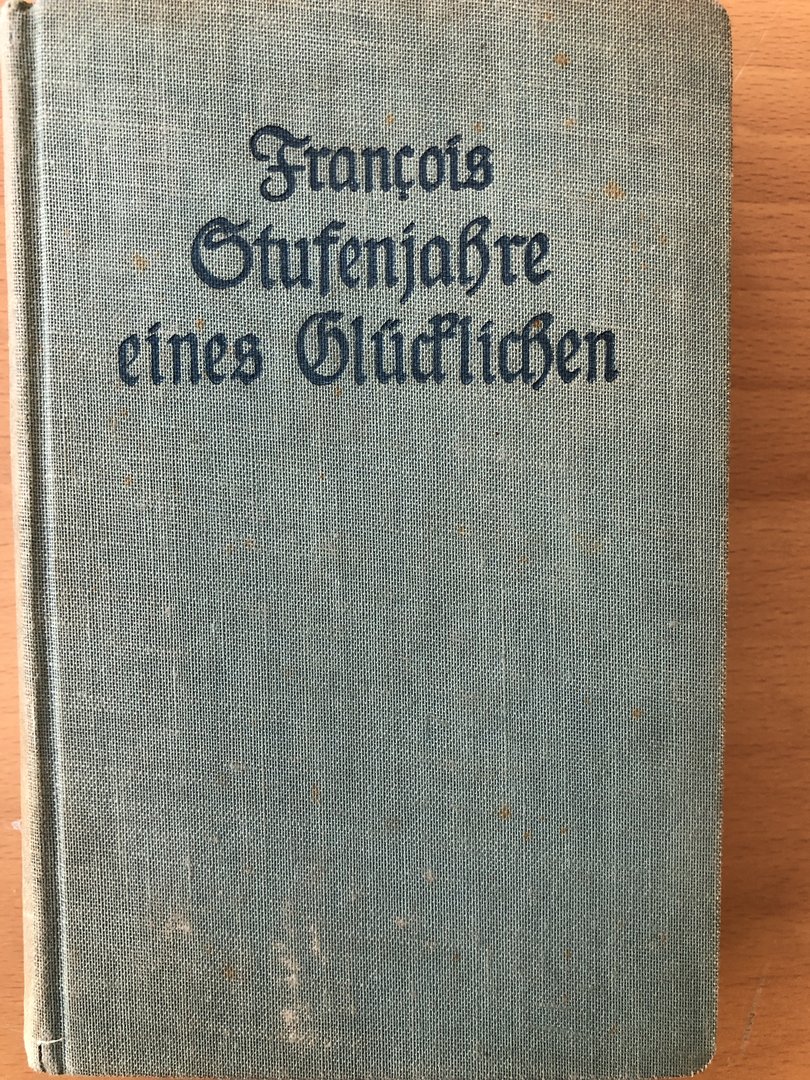 François
Stufenjahre
eines Glücklichen